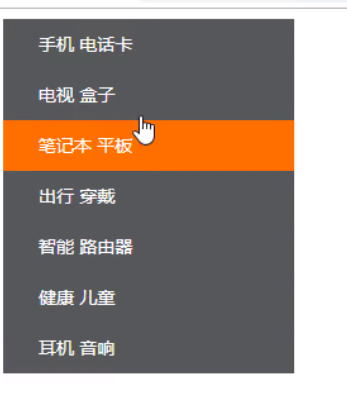 手机 电话卡
电视 盒子
笔记本 平板
出行 穿戴
智能 路由器
健康 儿童
耳机 音响